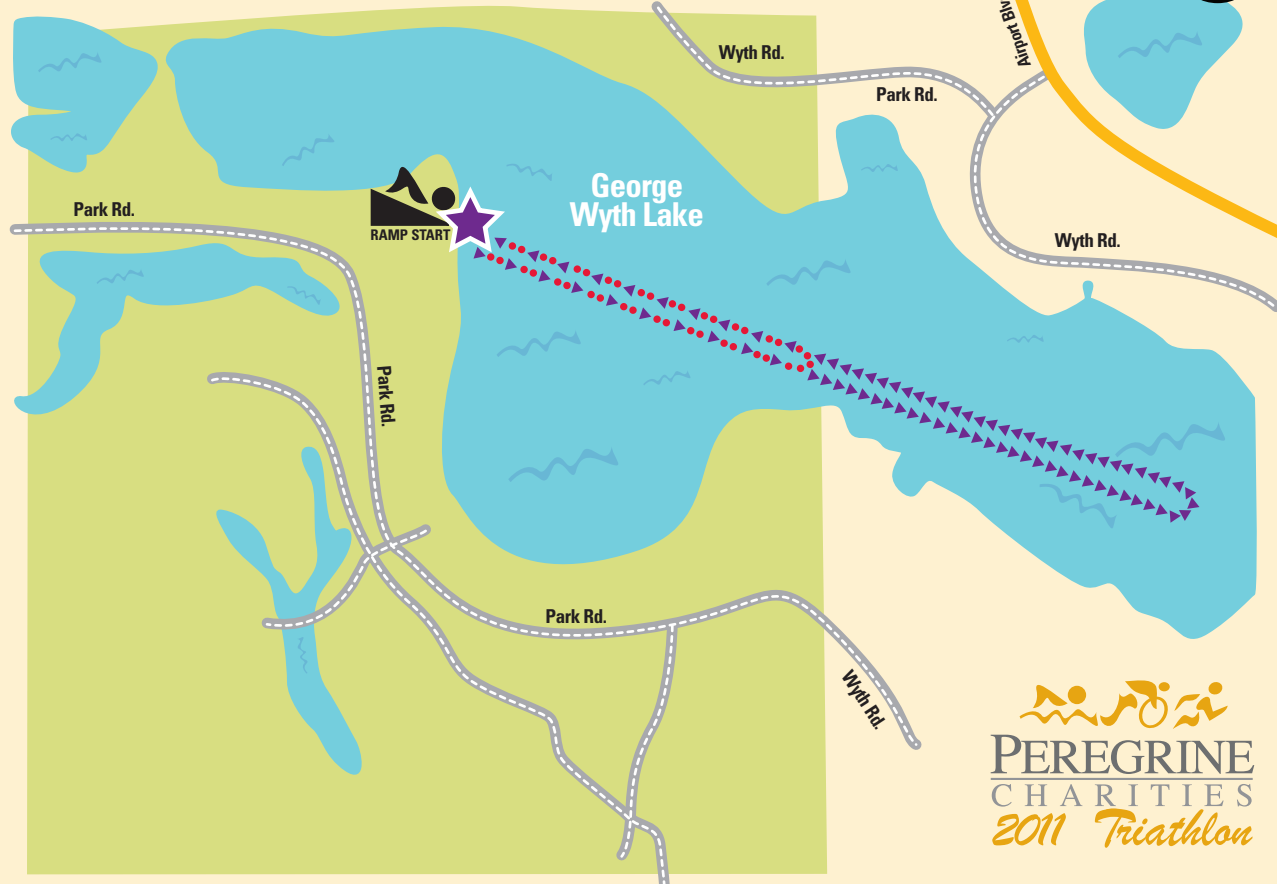 Airport Blv
Wyth Rd.
Park Rd.
George
Wyth Lake
Park Rd.
RAMP START
Wyth Rd.
Park Rd.
Park Rd.
Wyth Rd.
PEREGRINE
CHARITIES
2011 Triathlon